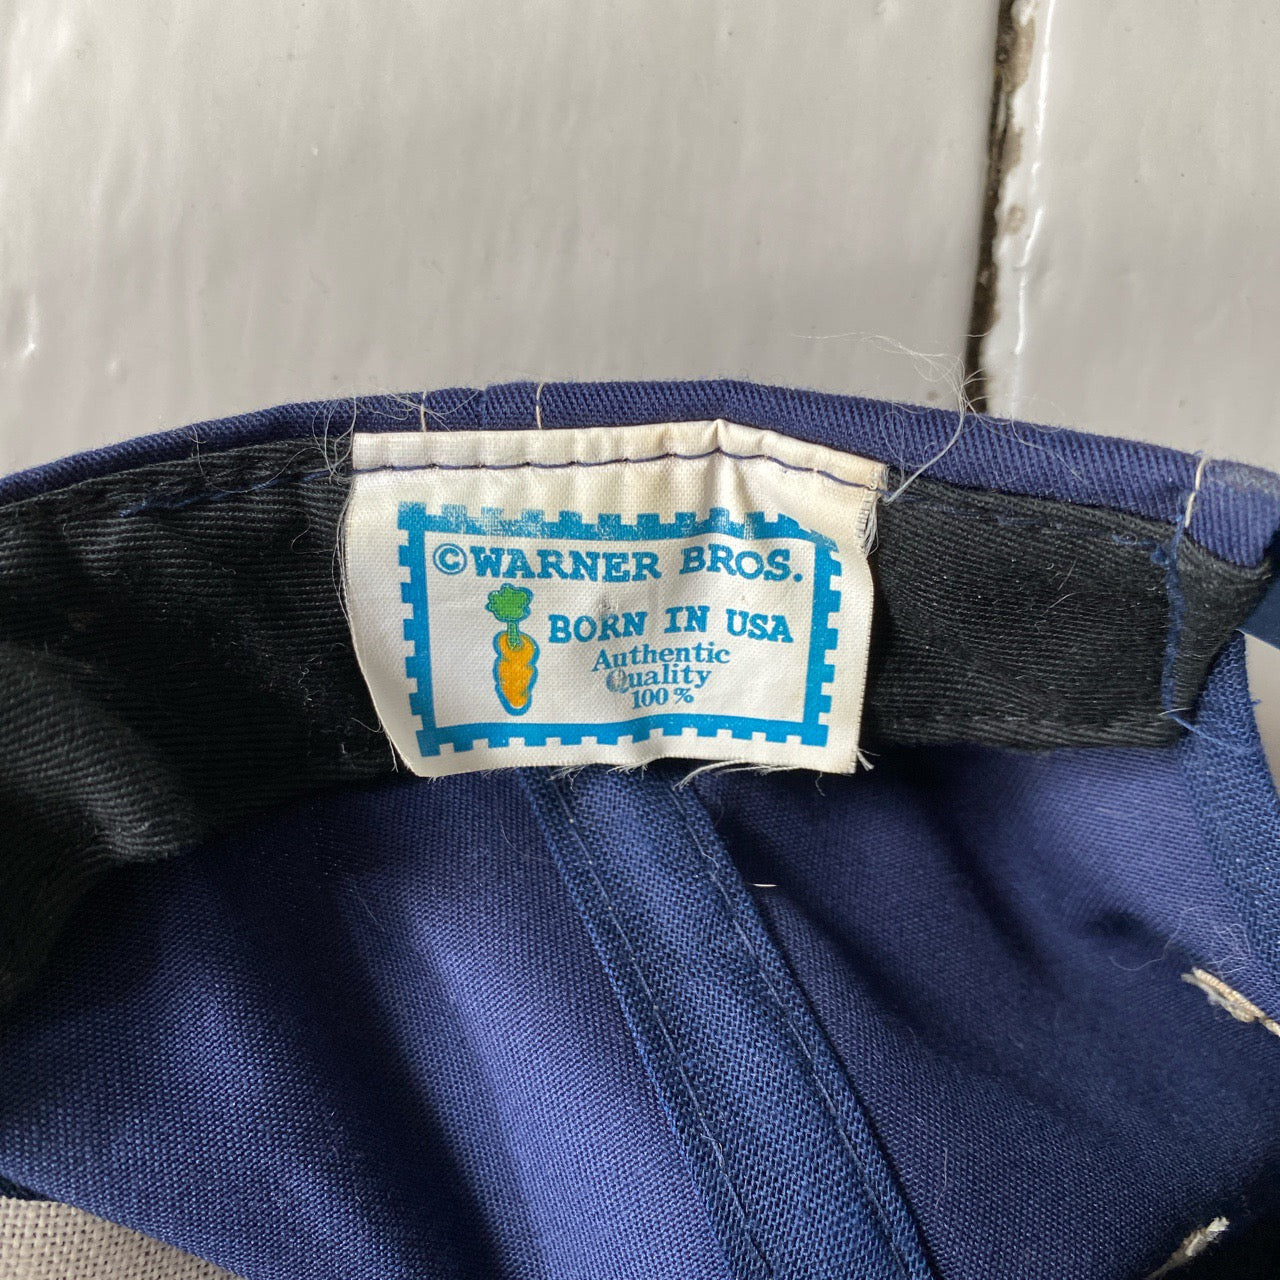 ©WARNER BROS.
BORN IN USA
Authentic
Quality
100%